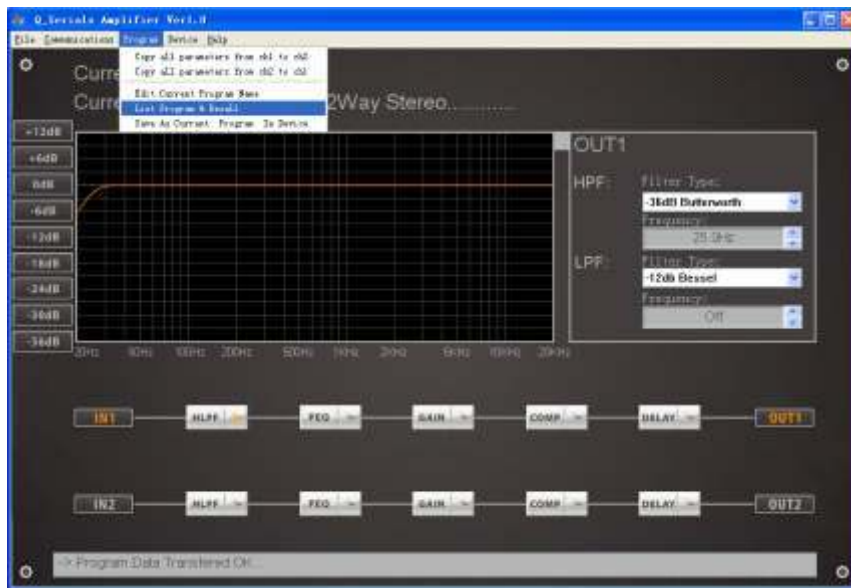 Q_Serials Amplifier Ver1.0
File Communications Program Device Help
Copy all parameters from ch1 to ch2
Copy all parameters from ch2 to ch1
Edit Current Program Name
List Program & Recall
Save As Current Program In Device
Curre
Curre 2Way Stereo............
+12dB
+6dB
0dB
-6dB
-12dB
-18dB
-24dB
-30dB
-36dB
20Hz 50Hz 100Hz 200Hz 500Hz 1KHz 2KHz 5KHz 10KHz 20KHz
OUT1
HPF: Filter Type:
-36dB Butterworth
Frequency:
25.0Hz
LPF: Filter Type:
-12db Bessel
Frequency:
Off
IN1 HLPF PEQ GAIN COMP DELAY OUT1
IN2 HLPF PEQ GAIN COMP DELAY OUT2
-> Program Data Transfered OK...